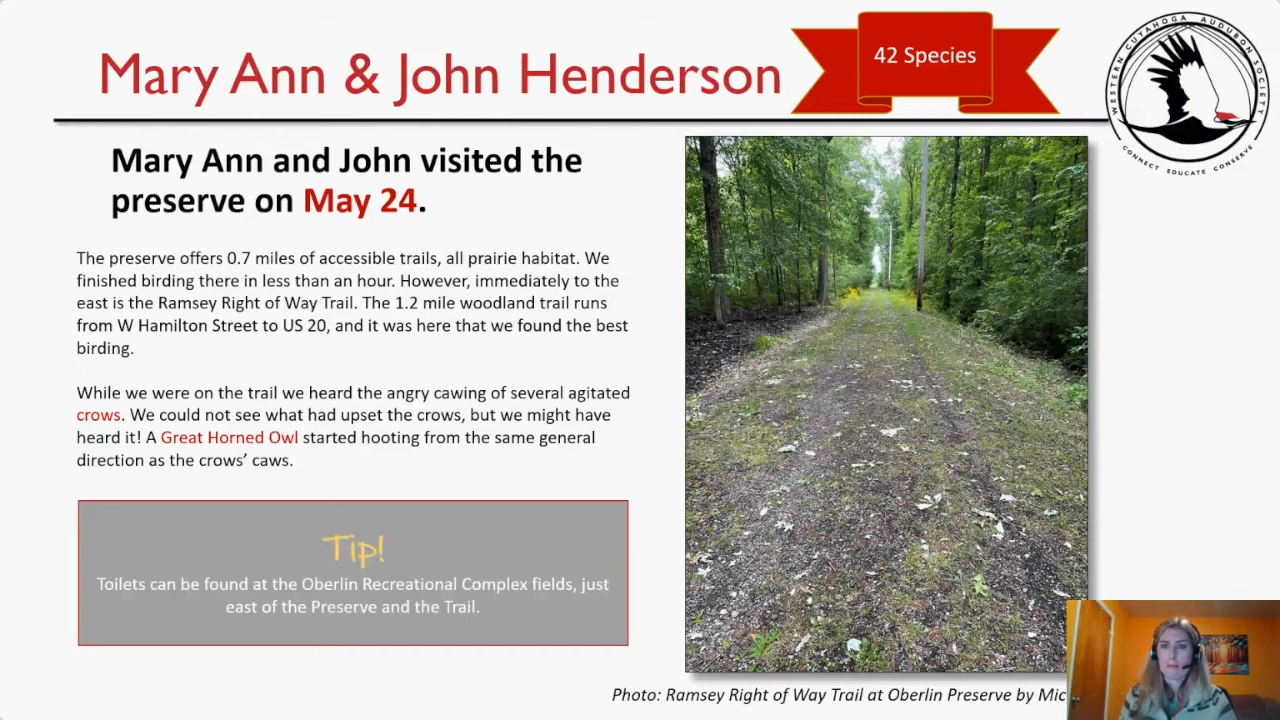 Mary Ann & John Henderson
42 Species
WESTERN CUYAHOGA AUDUBON SOCIETY
CONNECT EDUCATE CONSERVE
Mary Ann and John visited the
preserve on May 24.
The preserve offers 0.7 miles of accessible trails, all prairie habitat. We
finished birding there in less than an hour. However, immediately to the
east is the Ramsey Right of Way Trail. The 1.2 mile woodland trail runs
from W Hamilton Street to US 20, and it was here that we found the best
birding.
While we were on the trail we heard the angry cawing of several agitated
crows. We could not see what had upset the crows, but we might have
heard it! A Great Horned Owl started hooting from the same general
direction as the crows’ caws.
Tip!
Toilets can be found at the Oberlin Recreational Complex fields, just
east of the Preserve and the Trail.
Photo: Ramsey Right of Way Trail at Oberlin Preserve by